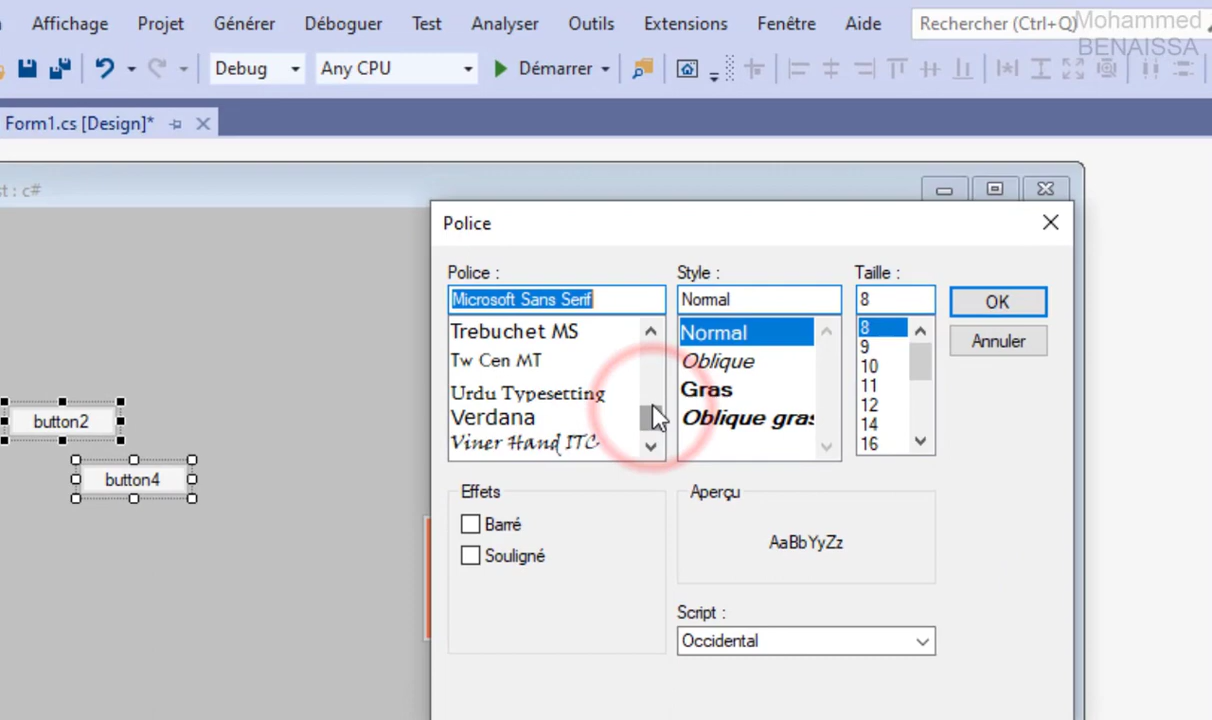 Affichage Projet Générer Déboguer Test Analyser Outils Extensions Fenêtre Aide Rechercher (Ctrl+Q) Mohammed
BENAISSA
Debug Any CPU Démarrer
Form1.cs [Design]*
st : c#
Police
Police : Style : Taille :
Microsoft Sans Serif Normal 8 OK
Trebuchet MS Normal 8
Tw Cen MT Oblique 9 Annuler
Urdu Typesetting Gras 10
Verdana Oblique gras 11
Viner Hand ITC 12
14
16
button2
button4
Effets Aperçu
Barré
AaBbYyZz
Souligné
Script :
Occidental